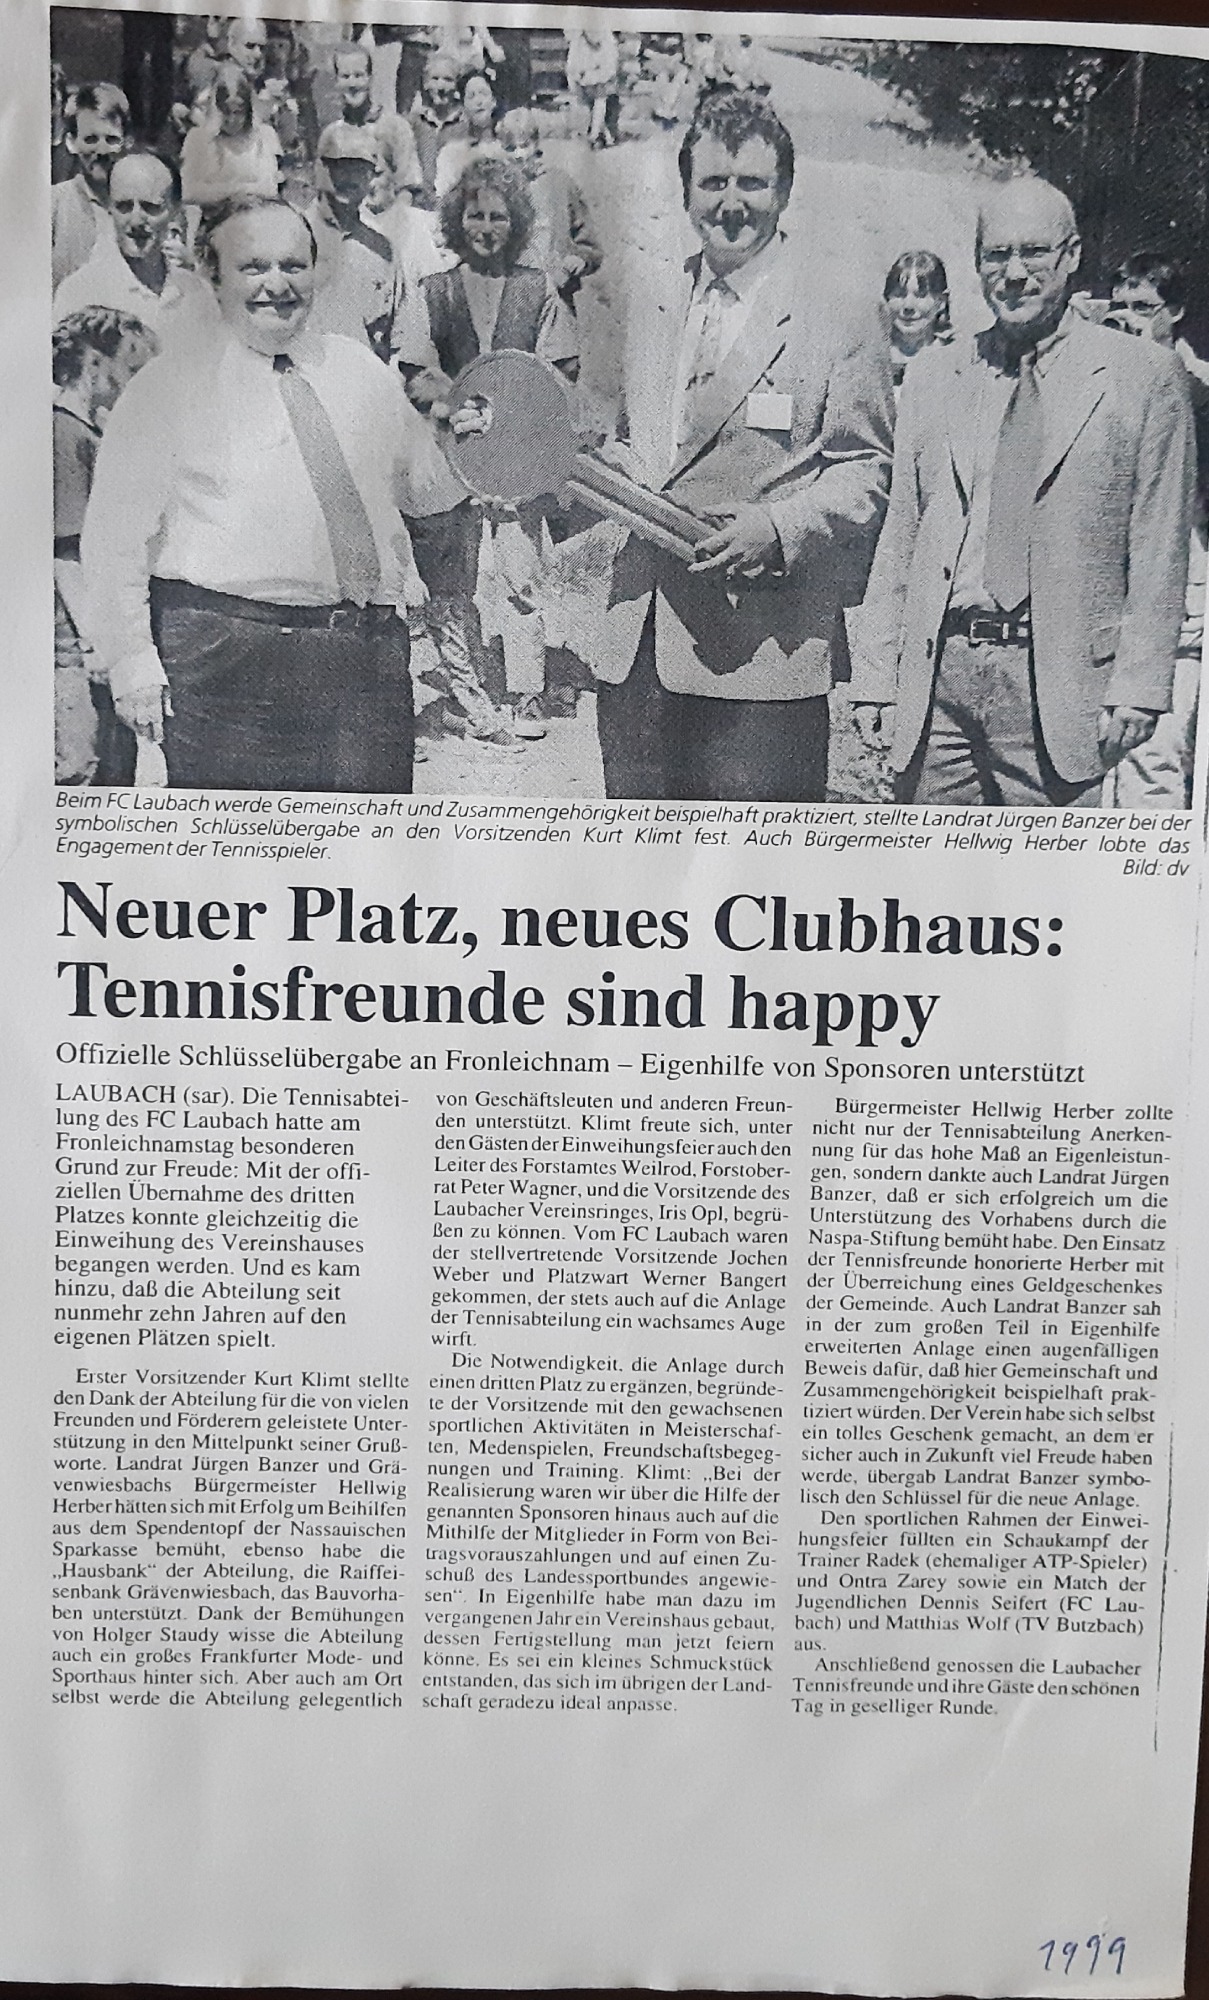 Beim FC Laubach werde Gemeinschaft und Zusammengehörigkeit beispielhaft praktiziert, stellte Landrat Jürgen Banzer bei der
symbolischen Schlüsselübergabe an den Vorsitzenden Kurt Klimt fest. Auch Bürgermeister Hellwig Herber lobte das
Engagement der Tennisspieler.
Bild: dv
Neuer Platz, neues Clubhaus:
Tennisfreunde sind happy
Offizielle Schlüsselübergabe an Fronleichnam – Eigenhilfe von Sponsoren unterstützt
LAUBACH (sar). Die Tennisabtei-
lung des FC Laubach hatte am
Fronleichnamstag besonderen
Grund zur Freude: Mit der offi-
ziellen Übernahme des dritten
Platzes konnte gleichzeitig die
Einweihung des Vereinshauses
begangen werden. Und es kam
hinzu, daß die Abteilung seit
nunmehr zehn Jahren auf den
eigenen Plätzen spielt.
Erster Vorsitzender Kurt Klimt stellte
den Dank der Abteilung für die von vielen
Freunden und Förderern geleistete Unter-
stützung in den Mittelpunkt seiner Gruß-
worte. Landrat Jürgen Banzer und Grä-
venwiesbachs Bürgermeister Hellwig
Herber hätten sich mit Erfolg um Beihilfen
aus dem Spendentopf der Nassauischen
Sparkasse bemüht, ebenso habe die
„Hausbank“ der Abteilung, die Raiffei-
senbank Grävenwiesbach, das Bauvorha-
ben unterstützt. Dank der Bemühungen
von Holger Staudy wisse die Abteilung
auch ein großes Frankfurter Mode- und
Sporthaus hinter sich. Aber auch am Ort
selbst werde die Abteilung gelegentlich
von Geschäftsleuten und anderen Freun-
den unterstützt. Klimt freute sich, unter
den Gästen der Einweihungsfeier auch den
Leiter des Forstamtes Weilrod, Forstober-
rat Peter Wagner, und die Vorsitzende des
Laubacher Vereinsringes, Iris Opl, begrü-
ßen zu können. Vom FC Laubach waren
der stellvertretende Vorsitzende Jochen
Weber und Platzwart Werner Bangert
gekommen, der stets auch auf die Anlage
der Tennisabteilung ein wachsames Auge
wirft.
Die Notwendigkeit, die Anlage durch
einen dritten Platz zu ergänzen, begründe-
te der Vorsitzende mit den gewachsenen
sportlichen Aktivitäten in Meisterschaf-
ten, Medenspielen, Freundschaftsbegeg-
nungen und Training. Klimt: „Bei der
Realisierung waren wir über die Hilfe der
genannten Sponsoren hinaus auch auf die
Mithilfe der Mitglieder in Form von Bei-
tragsvorauszahlungen und auf einen Zu-
schuß des Landessportbundes angewie-
sen“. In Eigenhilfe habe man dazu im
vergangenen Jahr ein Vereinshaus gebaut,
dessen Fertigstellung man jetzt feiern
könne. Es sei ein kleines Schmuckstück
entstanden, das sich im übrigen der Land-
schaft geradezu ideal anpasse.
Bürgermeister Hellwig Herber zollte
nicht nur der Tennisabteilung Anerken-
nung für das hohe Maß an Eigenleistun-
gen, sondern dankte auch Landrat Jürgen
Banzer, daß er sich erfolgreich um die
Unterstützung des Vorhabens durch die
Naspa-Stiftung bemüht habe. Den Einsatz
der Tennisfreunde honorierte Herber mit
der Überreichung eines Geldgeschenkes
der Gemeinde. Auch Landrat Banzer sah
in der zum großen Teil in Eigenhilfe
erweiterten Anlage einen augenfälligen
Beweis dafür, daß hier Gemeinschaft und
Zusammengehörigkeit beispielhaft prak-
tiziert würden. Der Verein habe sich selbst
ein tolles Geschenk gemacht, an dem er
sicher auch in Zukunft viel Freude haben
werde, übergab Landrat Banzer symbo-
lisch den Schlüssel für die neue Anlage.
Den sportlichen Rahmen der Einwei-
hungsfeier füllten ein Schaukampf der
Trainer Radek (ehemaliger ATP-Spieler)
und Ontra Zarey sowie ein Match der
Jugendlichen Dennis Seifert (FC Lau-
bach) und Matthias Wolf (TV Butzbach)
aus.
Anschließend genossen die Laubacher
Tennisfreunde und ihre Gäste den schönen
Tag in geselliger Runde.
1999